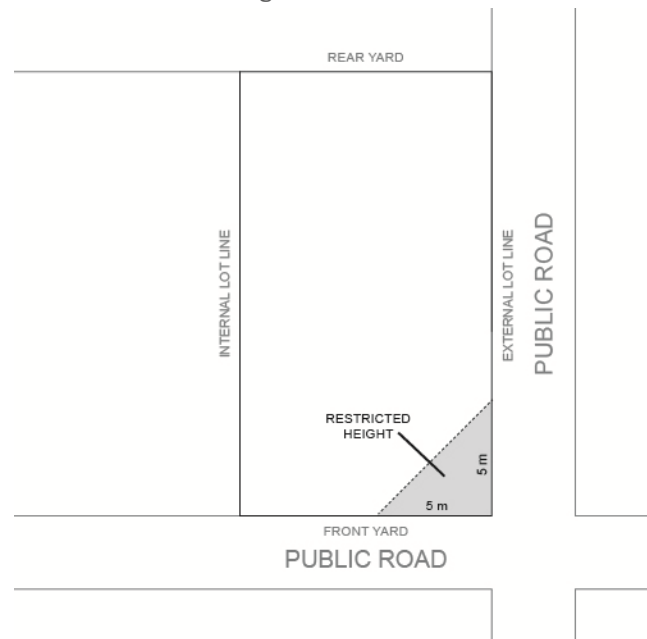 REAR YARD
INTERNAL LOT LINE
EXTERNAL LOT LINE
PUBLIC ROAD
RESTRICTED
HEIGHT
5 m
5 m
FRONT YARD
PUBLIC ROAD